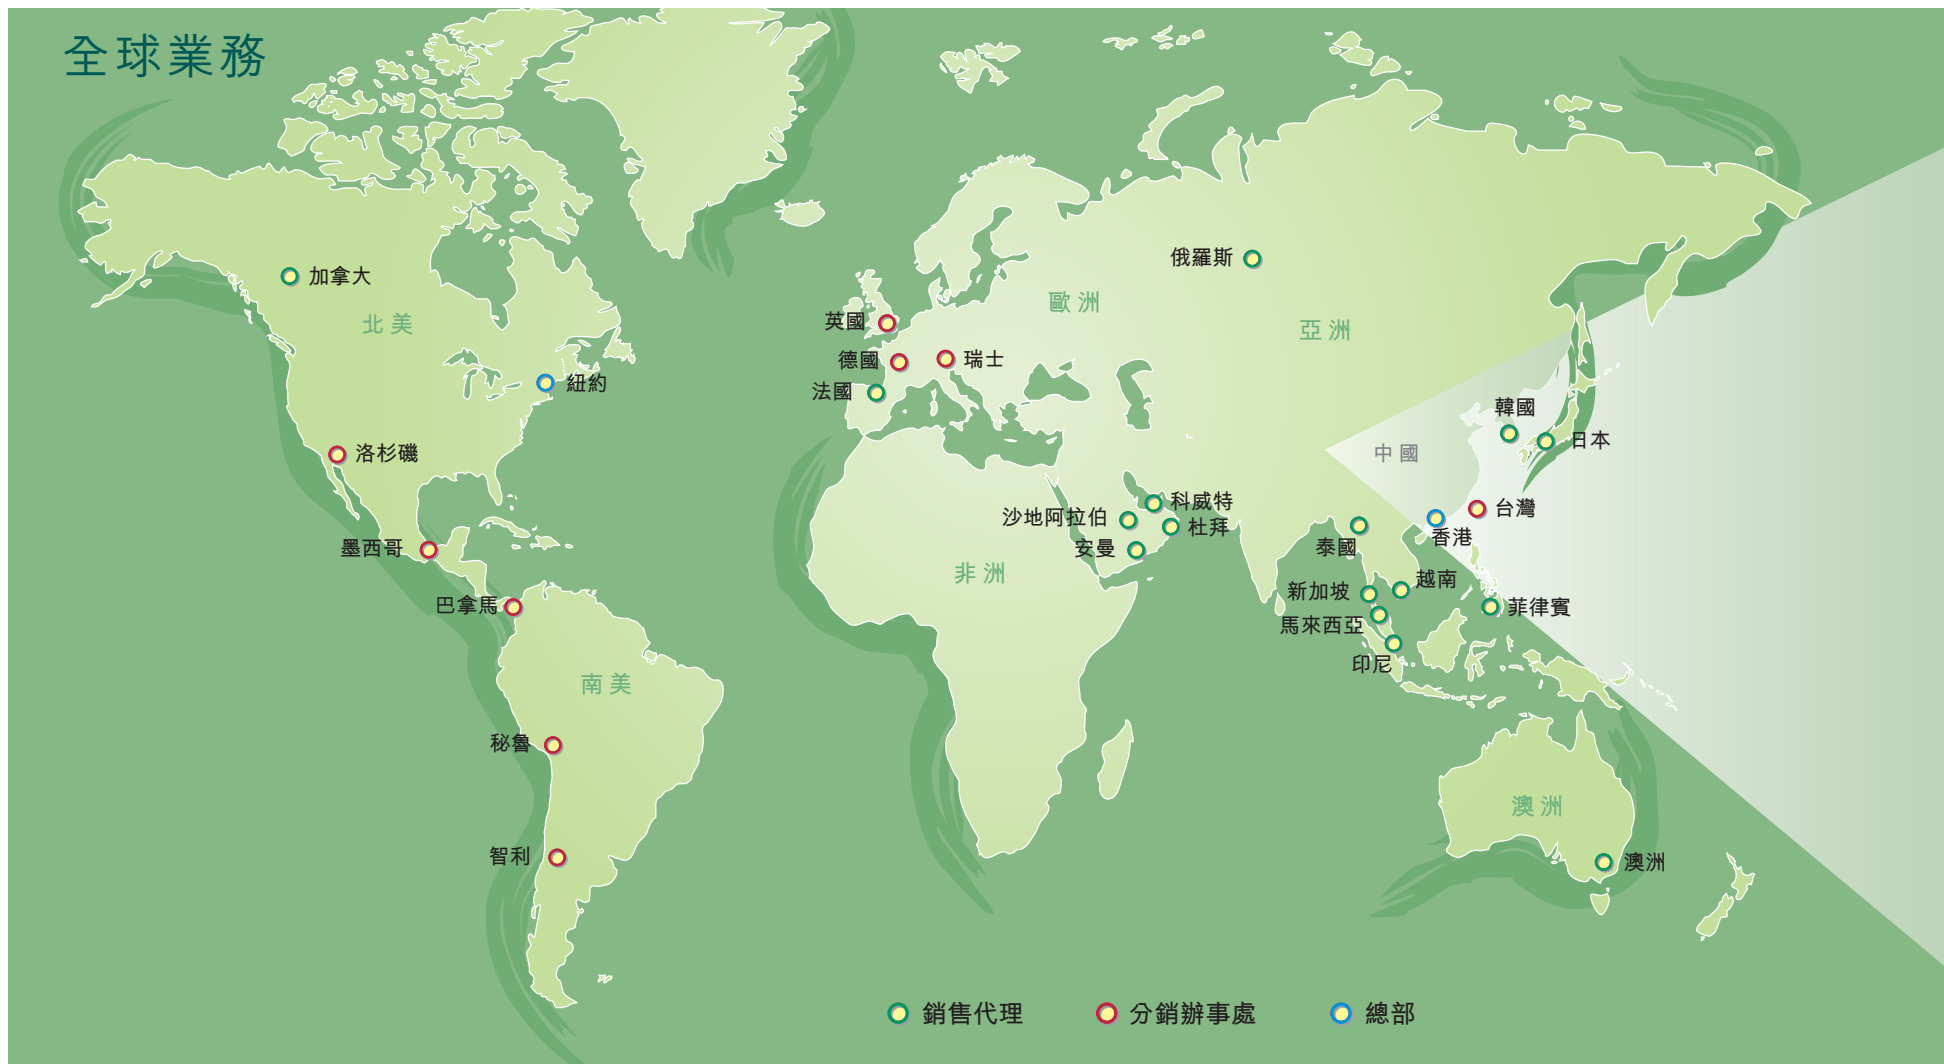 全球業務
俄羅斯
加拿大
歐洲
北美
英國
亞洲
德國
瑞士
紐約
法國
韓國
日本
洛杉磯
中國
科威特
沙地阿拉伯
杜拜
台灣
香港
墨西哥
安曼
泰國
非洲
越南
新加坡
巴拿馬
菲律賓
馬來西亞
印尼
南美
秘魯
澳洲
智利
澳洲
銷售代理
分銷辦事處
總部